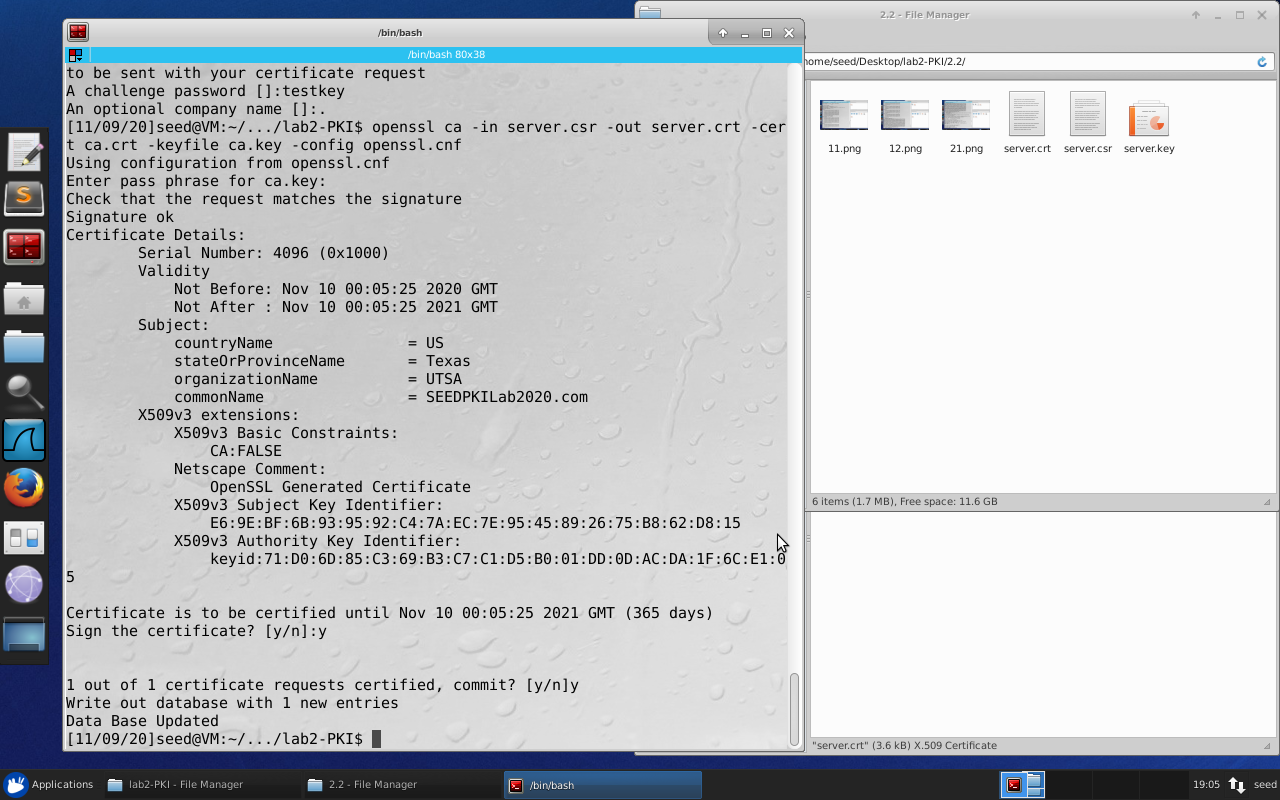 2.2 - File Manager
/bin/bash
/bin/bash 80x38
to be sent with your certificate request
A challenge password []:testkey
An optional company name []:.
[11/09/20]seed@VM:~/.../lab2-PKI$ openssl ca -in server.csr -out server.crt -cer
t ca.crt -keyfile ca.key -config openssl.cnf
Using configuration from openssl.cnf
Enter pass phrase for ca.key:
Check that the request matches the signature
Signature ok
Certificate Details:
        Serial Number: 4096 (0x1000)
        Validity
            Not Before: Nov 10 00:05:25 2020 GMT
            Not After : Nov 10 00:05:25 2021 GMT
        Subject:
            countryName               = US
            stateOrProvinceName       = Texas
            organizationName          = UTSA
            commonName                = SEEDPKILab2020.com
        X509v3 extensions:
            X509v3 Basic Constraints:
                CA:FALSE
            Netscape Comment:
                OpenSSL Generated Certificate
            X509v3 Subject Key Identifier:
                E6:9E:BF:6B:93:95:92:C4:7A:EC:7E:95:45:89:26:75:B8:62:D8:15
            X509v3 Authority Key Identifier:
                keyid:71:D0:6D:85:C3:69:B3:C7:C1:D5:B0:01:DD:0D:AC:DA:1F:6C:E1:0
5
Certificate is to be certified until Nov 10 00:05:25 2021 GMT (365 days)
Sign the certificate? [y/n]:y
1 out of 1 certificate requests certified, commit? [y/n]y
Write out database with 1 new entries
Data Base Updated
[11/09/20]seed@VM:~/.../lab2-PKI$
home/seed/Desktop/lab2-PKI/2.2/
11.png 12.png 21.png server.crt server.csr server.key
6 items (1.7 MB), Free space: 11.6 GB
"server.crt" (3.6 kB) X.509 Certificate
Applications lab2-PKI - File Manager 2.2 - File Manager /bin/bash 19:05 seed